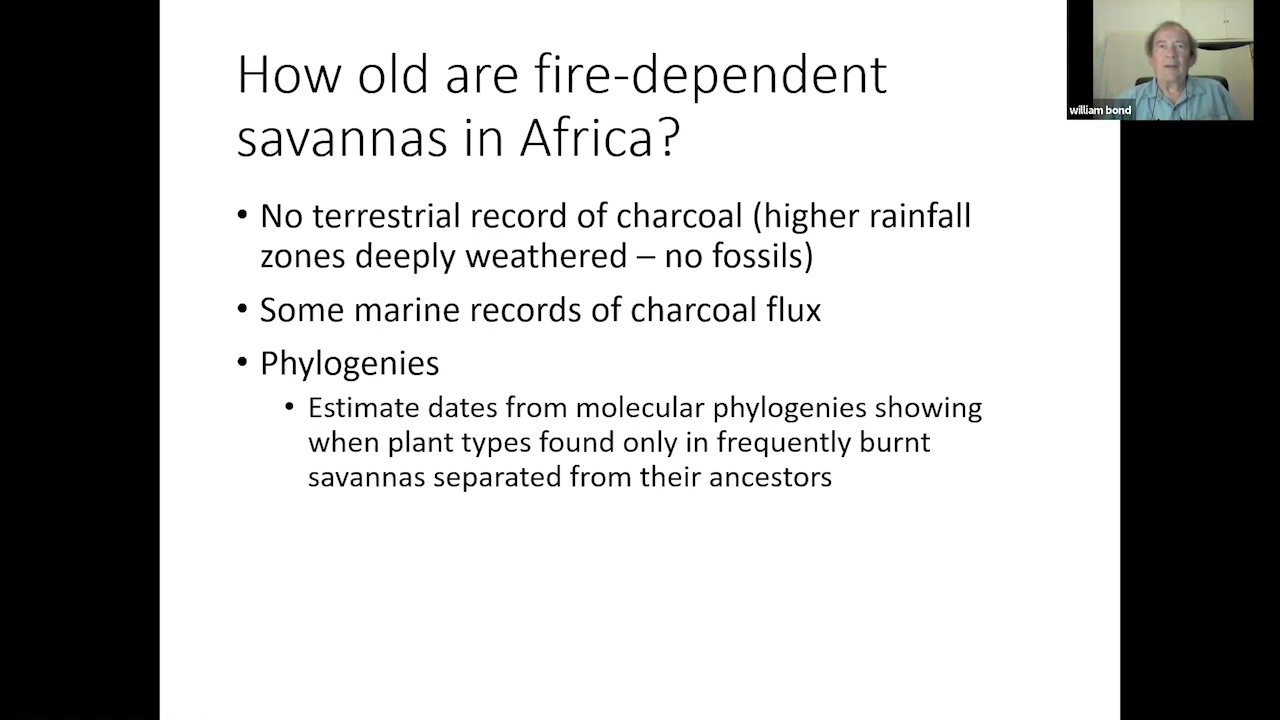 How old are fire-dependent
savannas in Africa?
• No terrestrial record of charcoal (higher rainfall
zones deeply weathered – no fossils)
• Some marine records of charcoal flux
• Phylogenies
• Estimate dates from molecular phylogenies showing
when plant types found only in frequently burnt
savannas separated from their ancestors
william bond